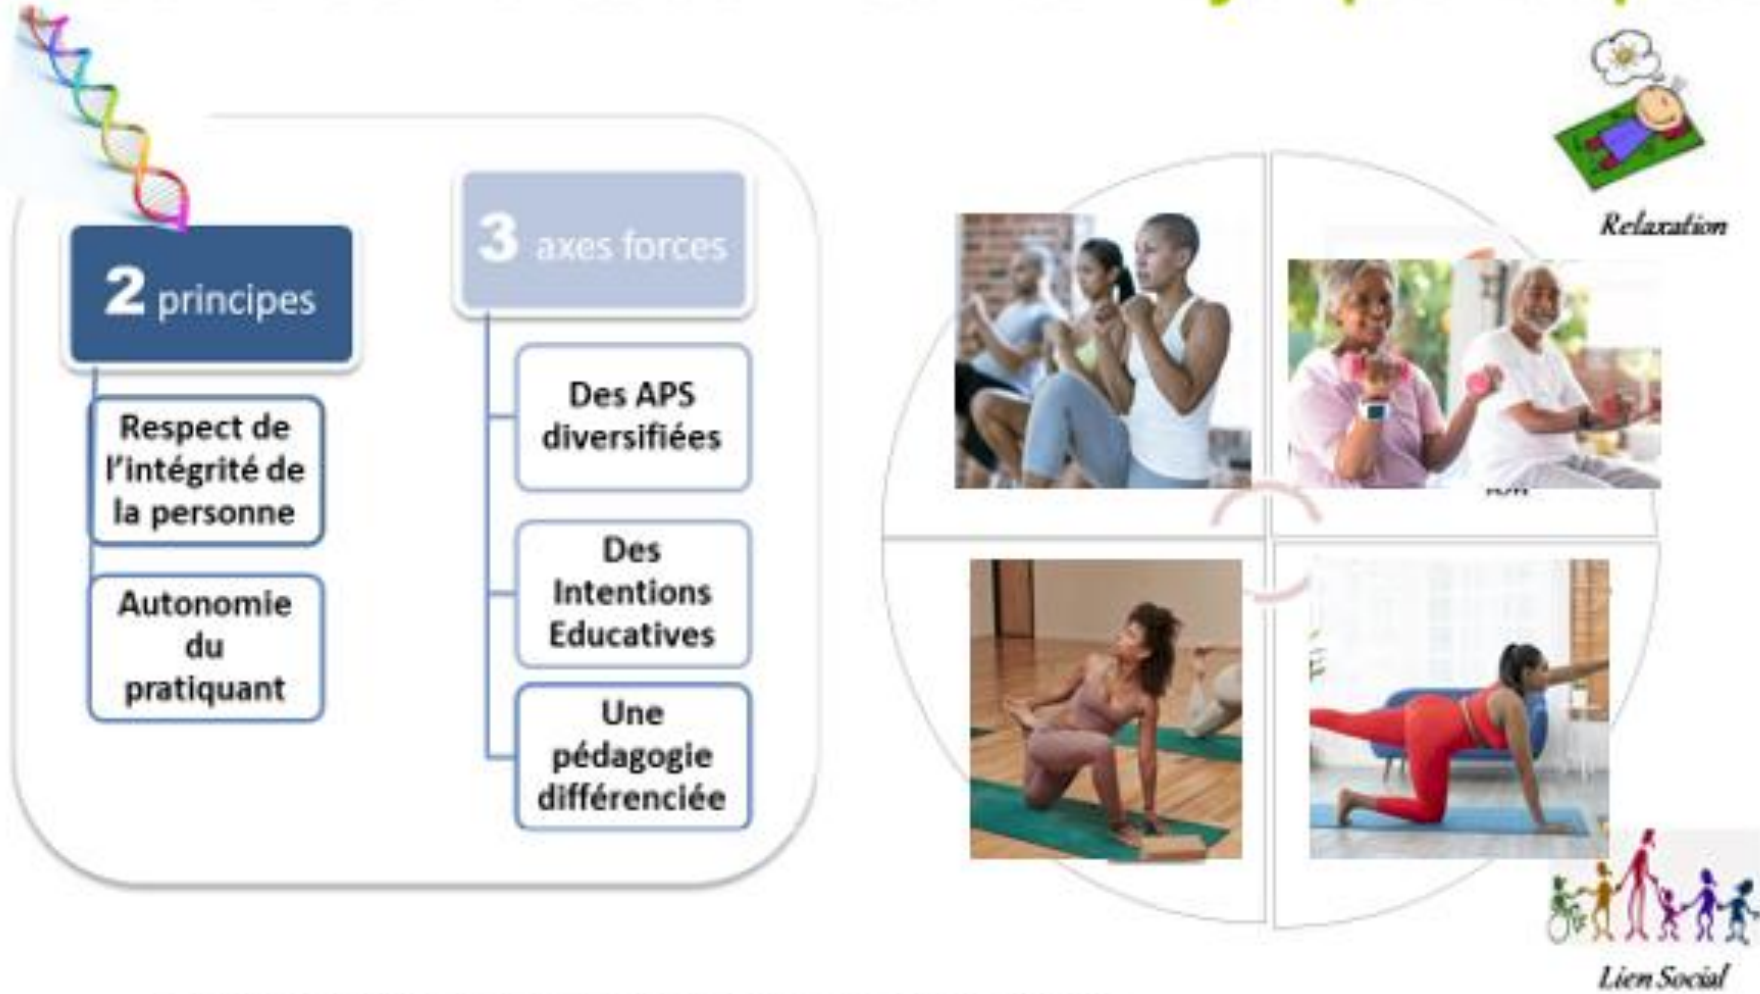 2 principes
Respect de
l'intégrité de
la personne
Autonomie
du
pratiquant
3 axes forces
Des APS
diversifiées
Des
Intentions
Educatives
Une
pédagogie
différenciée
Relaxation
Lien Social